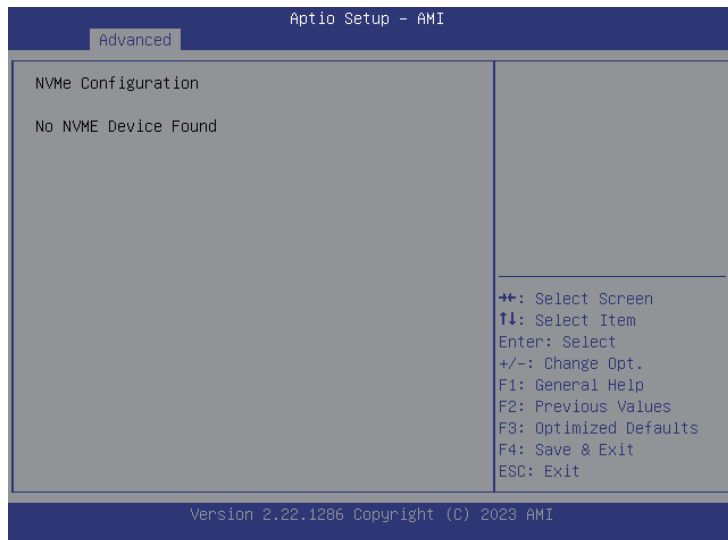 Aptio Setup – AMI
Advanced
NVMe Configuration
No NVME Device Found
→←: Select Screen
↑↓: Select Item
Enter: Select
+/-: Change Opt.
F1: General Help
F2: Previous Values
F3: Optimized Defaults
F4: Save & Exit
ESC: Exit
Version 2.22.1286 Copyright (C) 2023 AMI